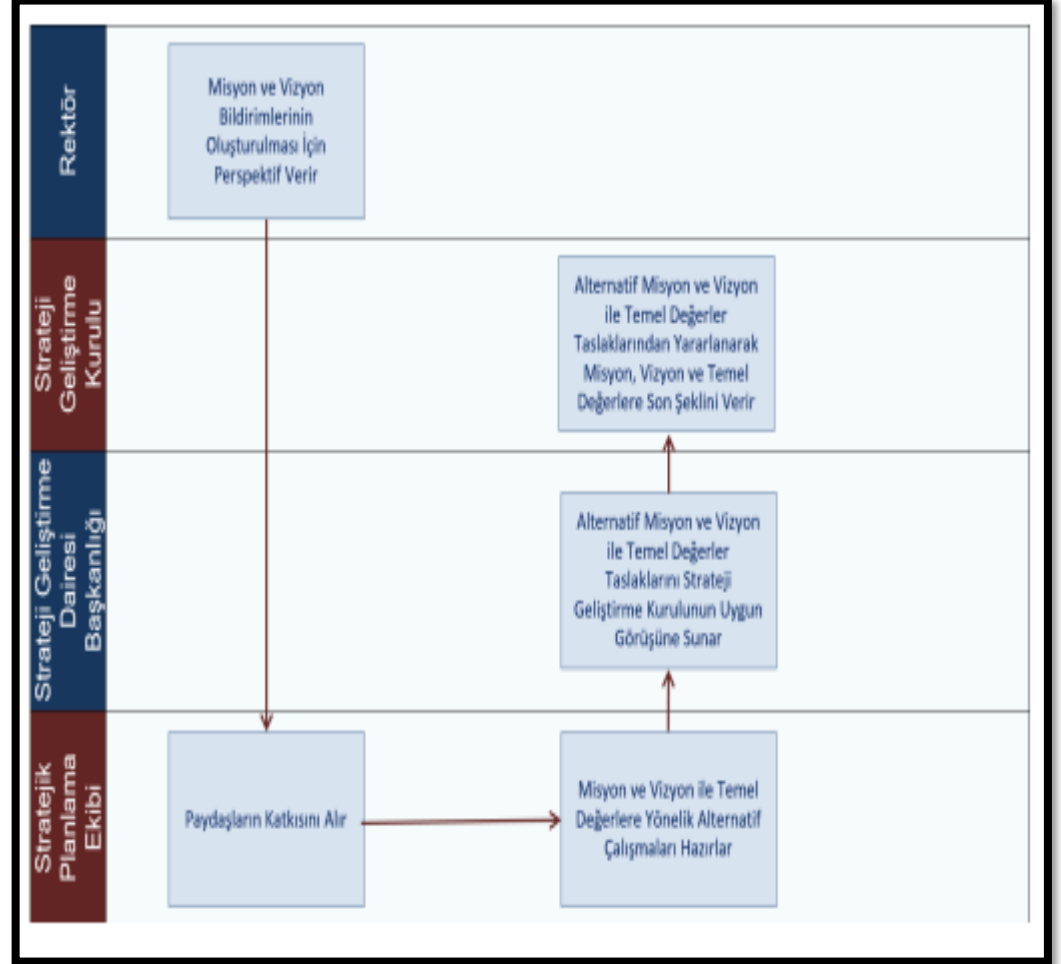 Rektör
Misyon ve Vizyon
Bildirimlerinin
Oluşturulması İçin
Perspektif Verir
Strateji
Geliştirme
Kurulu
Alternatif Misyon ve Vizyon
ile Temel Değerler
Taslaklarından Yararlanarak
Misyon, Vizyon ve Temel
Değerlere Son Şeklini Verir
Strateji Geliştirme
Dairesi
Başkanlığı
Alternatif Misyon ve Vizyon
ile Temel Değerler
Taslaklarını Strateji
Geliştirme Kurulunun Uygun
Görüşüne Sunar
Stratejik
Planlama
Ekibi
Paydaşların Katkısını Alır
Misyon ve Vizyon ile Temel
Değerlere Yönelik Alternatif
Çalışmaları Hazırlar